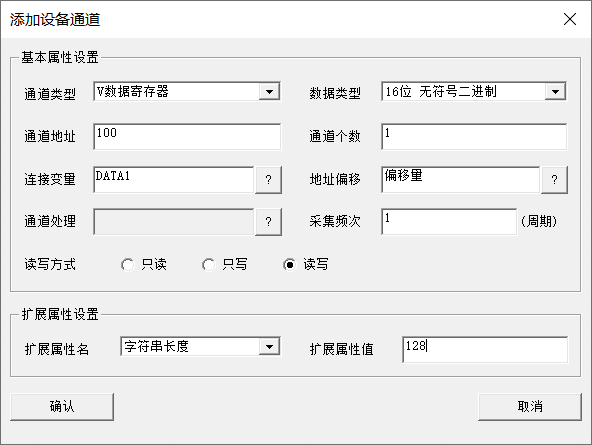 添加设备通道
基本属性设置
通道类型 V数据寄存器 数据类型 16位 无符号二进制
通道地址 100 通道个数 1
连接变量 DATA1 ? 地址偏移 偏移量 ?
通道处理 ? 采集频次 1 (周期)
读写方式 只读 只写 读写
扩展属性设置
扩展属性名 字符串长度 扩展属性值 128
确认 取消